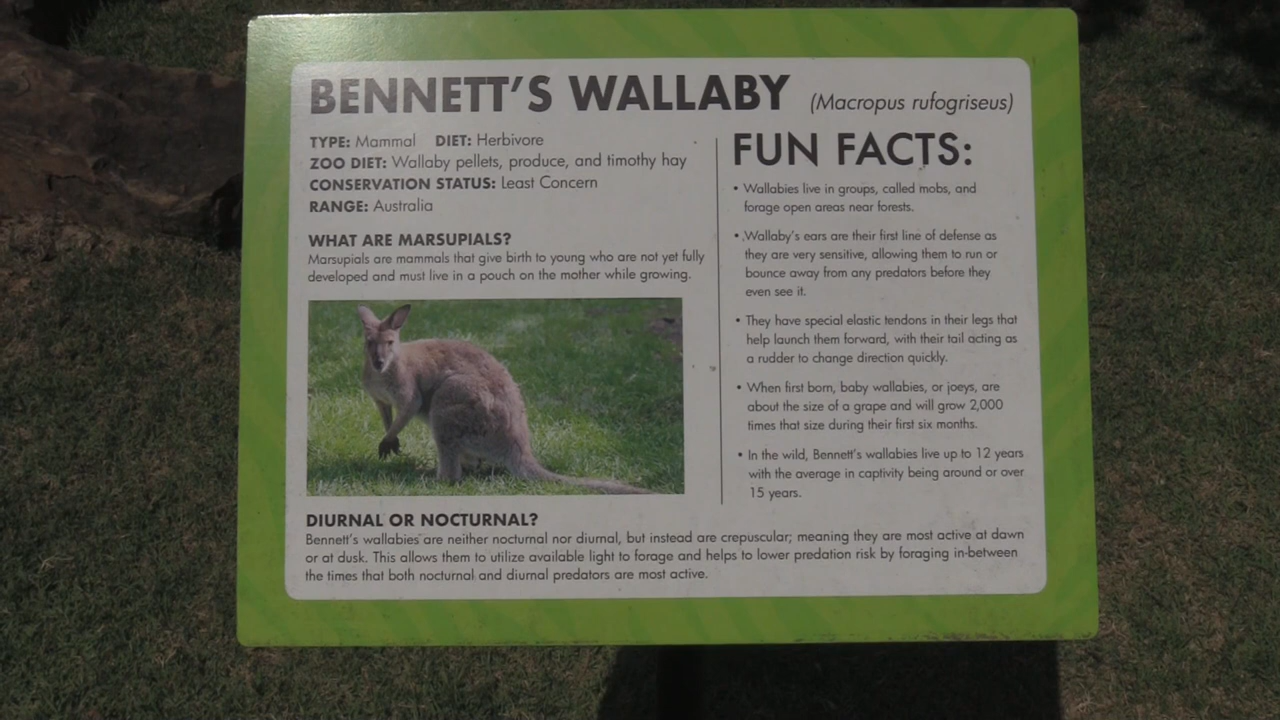 BENNETT'S WALLABY (Macropus rufogriseus)
TYPE: Mammal DIET: Herbivore
ZOO DIET: Wallaby pellets, produce, and timothy hay
CONSERVATION STATUS: Least Concern
RANGE: Australia
WHAT ARE MARSUPIALS?
Marsupials are mammals that give birth to young who are not yet fully
developed and must live in a pouch on the mother while growing.
FUN FACTS:
• Wallabies live in groups, called mobs, and
forage open areas near forests.
• Wallaby's ears are their first line of defense as
they are very sensitive, allowing them to run or
bounce away from any predators before they
even see it.
• They have special elastic tendons in their legs that
help launch them forward, with their tail acting as
a rudder to change direction quickly.
• When first born, baby wallabies, or joeys, are
about the size of a grape and will grow 2,000
times that size during their first six months.
• In the wild, Bennett's wallabies live up to 12 years
with the average in captivity being around or over
15 years.
DIURNAL OR NOCTURNAL?
Bennett's wallabies are neither nocturnal nor diurnal, but instead are crepuscular; meaning they are most active at dawn
or at dusk. This allows them to utilize available light to forage and helps to lower predation risk by foraging in-between
the times that both nocturnal and diurnal predators are most active.